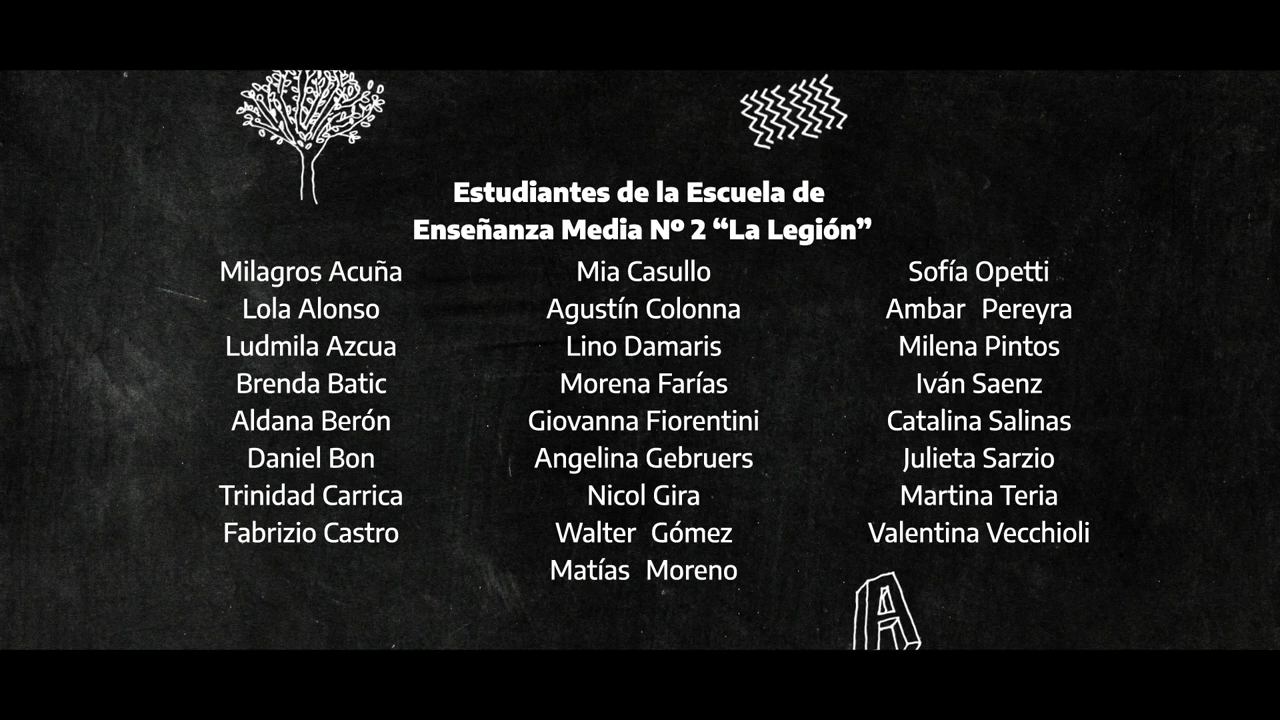 Estudiantes de la Escuela de
Enseñanza Media Nº 2 “La Legión”
Milagros Acuña
Lola Alonso
Ludmila Azcua
Brenda Batic
Aldana Berón
Daniel Bon
Trinidad Carrica
Fabrizio Castro
Mia Casullo
Agustín Colonna
Lino Damaris
Morena Farías
Giovanna Fiorentini
Angelina Gebruers
Nicol Gira
Walter Gómez
Matías Moreno
Sofía Opetti
Ambar Pereyra
Milena Pintos
Iván Saenz
Catalina Salinas
Julieta Sarzio
Martina Teria
Valentina Vecchioli
A